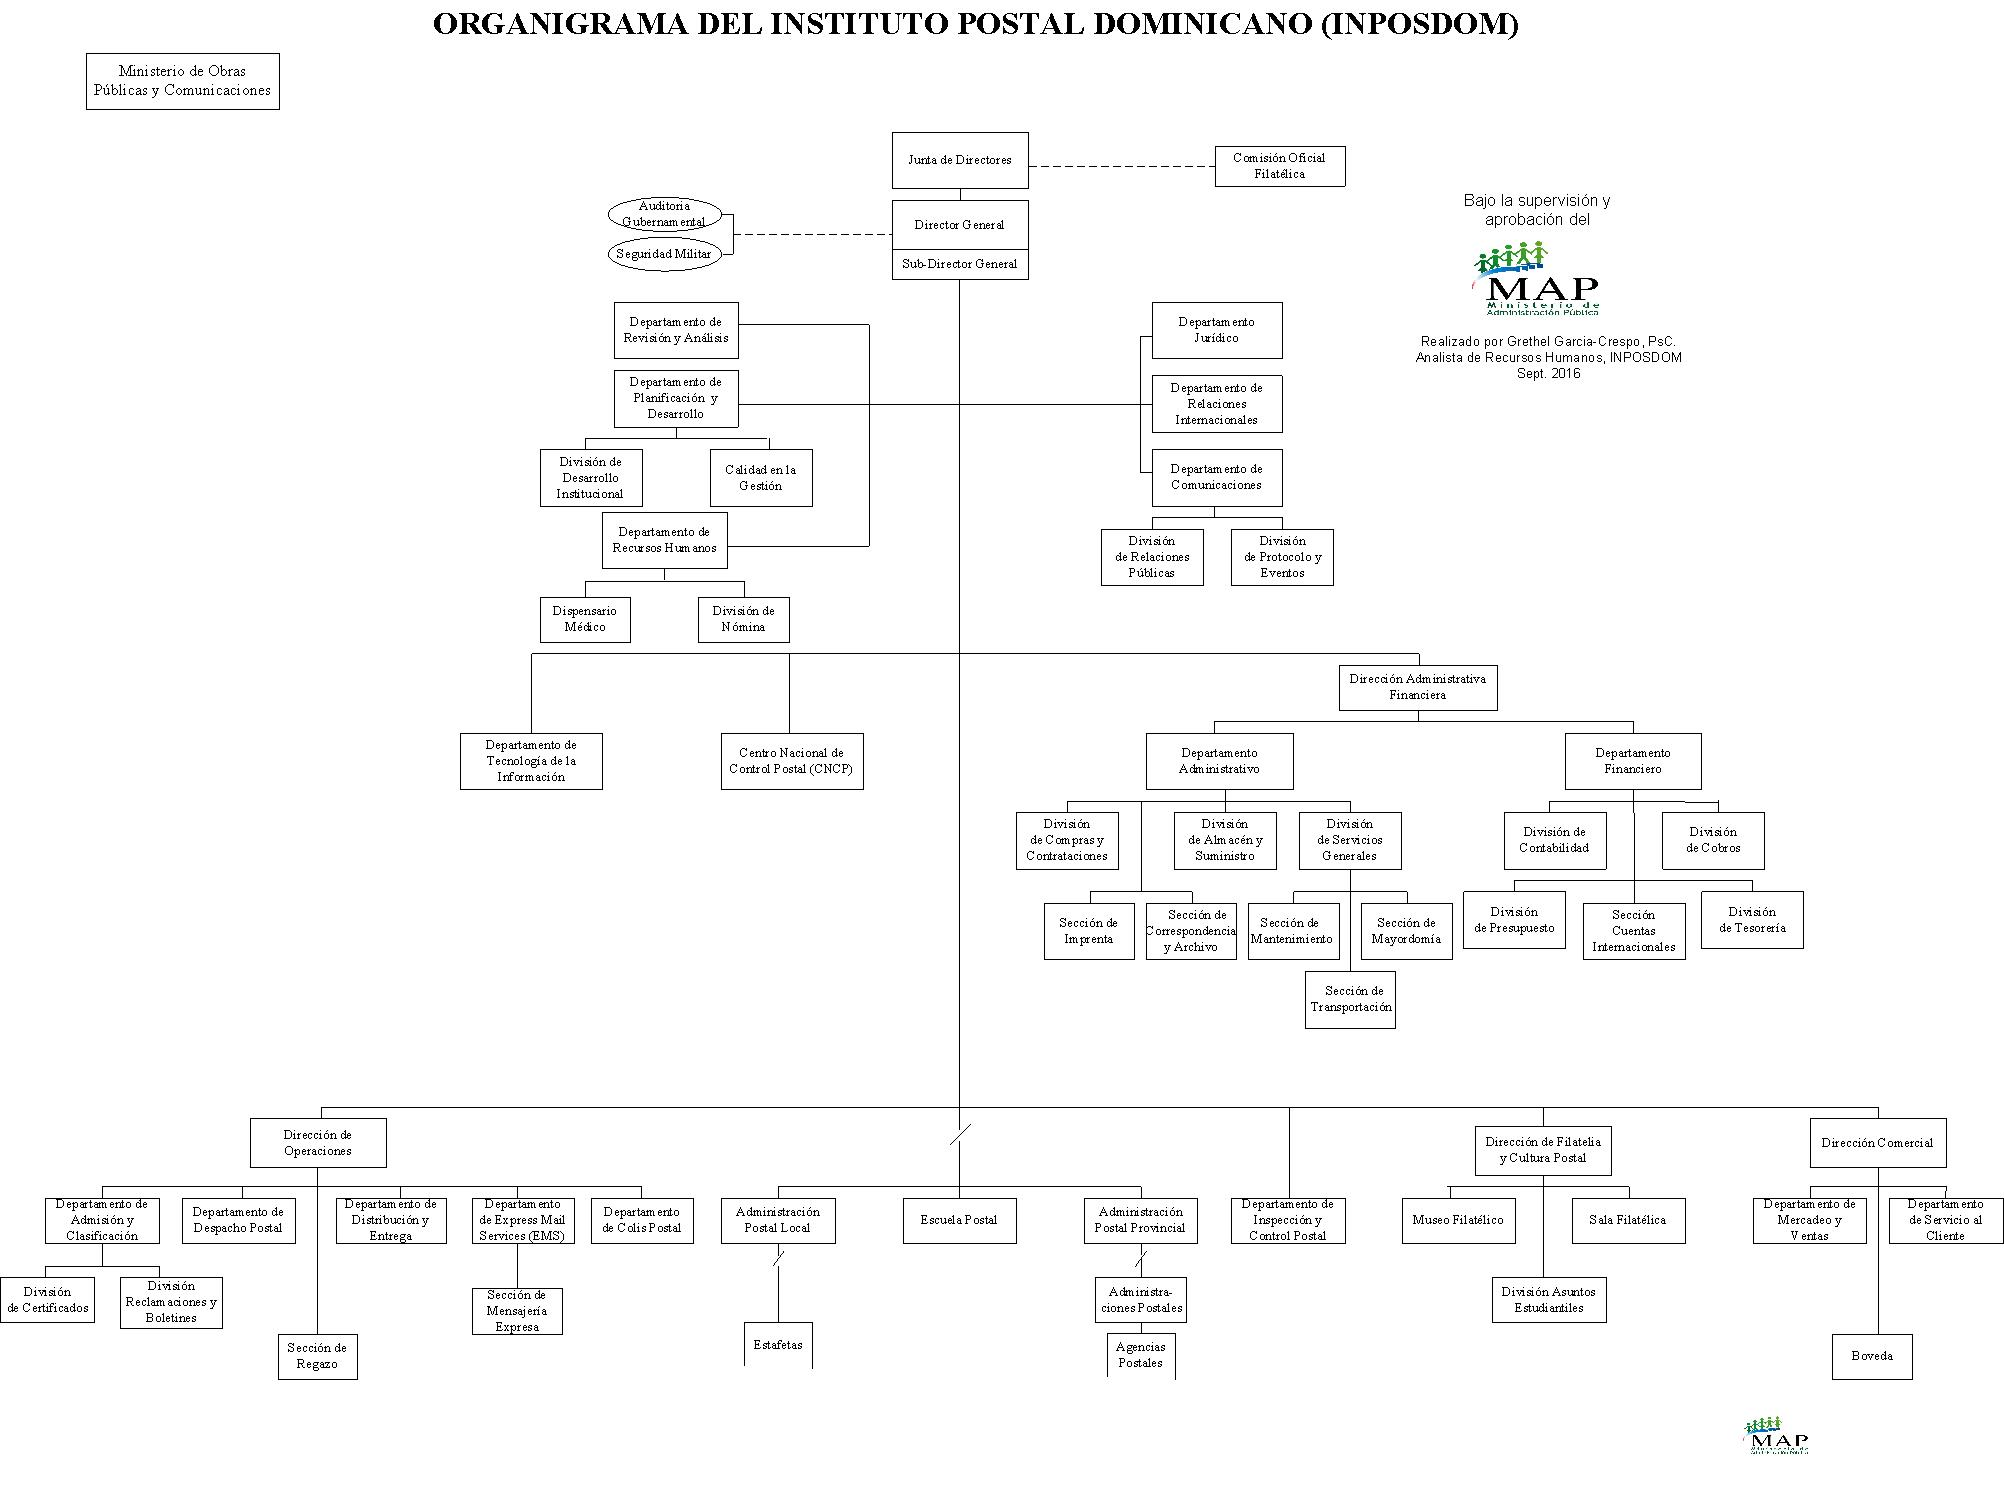 ORGANIGRAMA DEL INSTITUTO POSTAL DOMINICANO (INPOSDOM)
Ministerio de Obras
Públicas y Comunicaciones
Junta de Directores
Comisión Oficial
Filatélica
Auditoria
Gubernamental
Seguridad Militar
Director General
Sub-Director General
Bajo la supervisión y
aprobación del
MAP
Ministerio de
Administración Pública
Realizado por Grethel Garcia-Crespo, PsC.
Analista de Recursos Humanos, INPOSDOM
Sept. 2016
Departamento de
Revisión y Análisis
Departamento
Jurídico
Departamento de
Planificación y
Desarrollo
Departamento de
Relaciones
Internacionales
División de
Desarrollo
Institucional
Calidad en la
Gestión
Departamento de
Comunicaciones
Departamento de
Recursos Humanos
División
de Relaciones
Públicas
División
de Protocolo y
Eventos
Dispensario
Médico
División de
Nómina
Dirección Administrativa
Financiera
Departamento de
Tecnología de la
Información
Centro Nacional de
Control Postal (CNCP)
Departamento
Administrativo
Departamento
Financiero
División
de Compras y
Contrataciones
División
de Almacén y
Suministro
División
de Servicios
Generales
División de
Contabilidad
División
de Cobros
Sección de
Imprenta
Sección de
Correspondencia
y Archivo
Sección de
Mantenimiento
Sección de
Mayordomía
División
de Presupuesto
Sección
Cuentas
Internacionales
División
de Tesorería
Sección de
Transportación
Dirección de
Operaciones
Dirección de Filatelia
y Cultura Postal
Dirección Comercial
Departamento de
Admisión y
Clasificación
Departamento de
Despacho Postal
Departamento de
Distribución y
Entrega
Departamento
de Express Mail
Services (EMS)
Departamento
de Colis Postal
Administración
Postal Local
Escuela Postal
Administración
Postal Provincial
Departamento de
Inspección y
Control Postal
Museo Filatélico
Sala Filatélica
Departamento de
Mercadeo y
Ventas
Departamento
de Servicio al
Cliente
División
de Certificados
División
Reclamaciones y
Boletines
Sección de
Mensajería
Expresa
Administra-
ciones Postales
División Asuntos
Estudiantiles
Sección de
Regazo
Estafetas
Agencias
Postales
Boveda
MAP